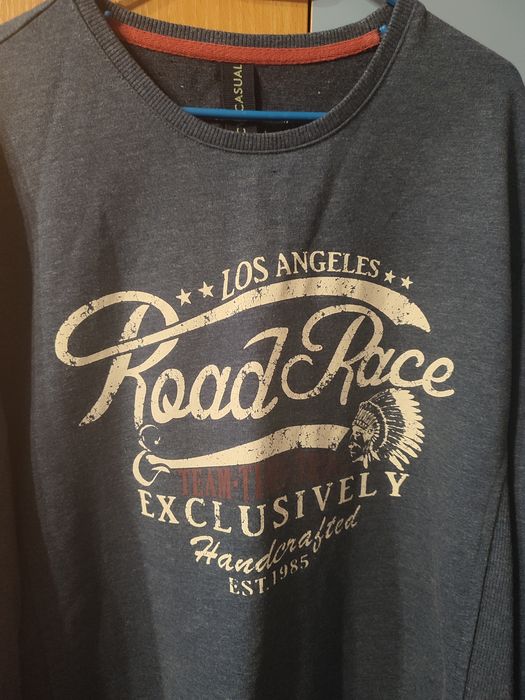 CASUAL
LOS ANGELES
Road Race
EXCLUSIVELY
Handcrafted
EST. 1985